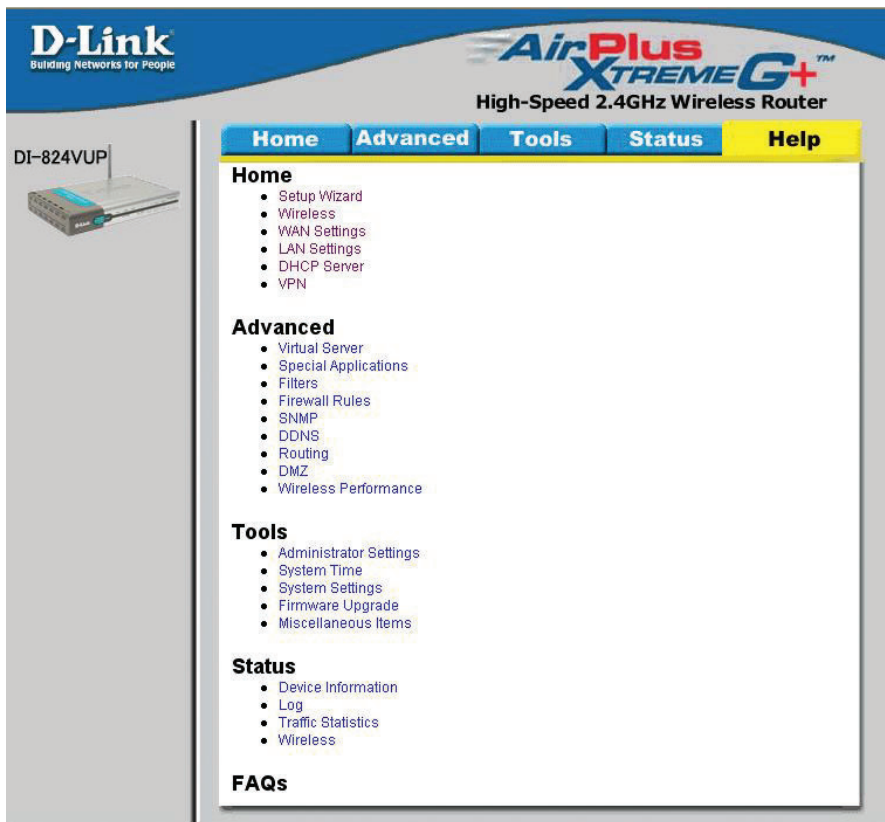 D-Link
Building Networks for People
AirPlus
XTREME G+™
High-Speed 2.4GHz Wireless Router
DI-824VUP
Home Advanced Tools Status Help
Home
Setup Wizard
Wireless
WAN Settings
LAN Settings
DHCP Server
VPN
Advanced
Virtual Server
Special Applications
Filters
Firewall Rules
SNMP
DDNS
Routing
DMZ
Wireless Performance
Tools
Administrator Settings
System Time
System Settings
Firmware Upgrade
Miscellaneous Items
Status
Device Information
Log
Traffic Statistics
Wireless
FAQs